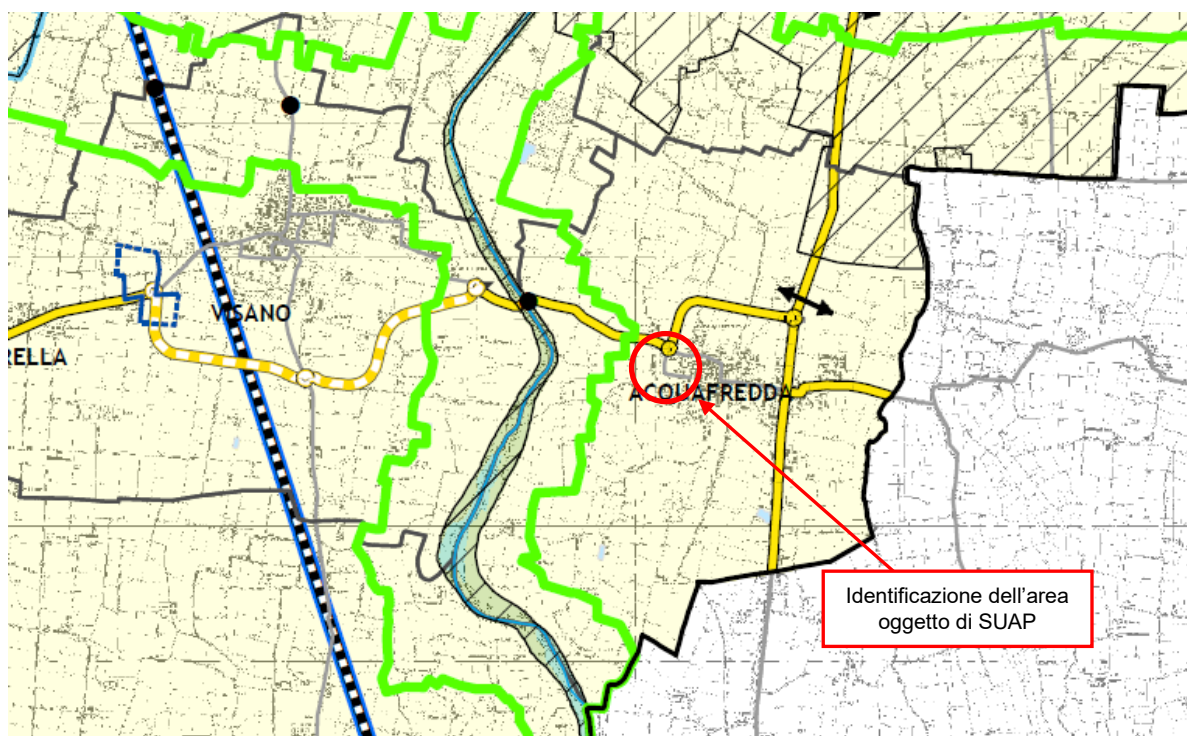 VISANO
RELLA
ACQUAFREDDA
Identificazione dell'area
oggetto di SUAP